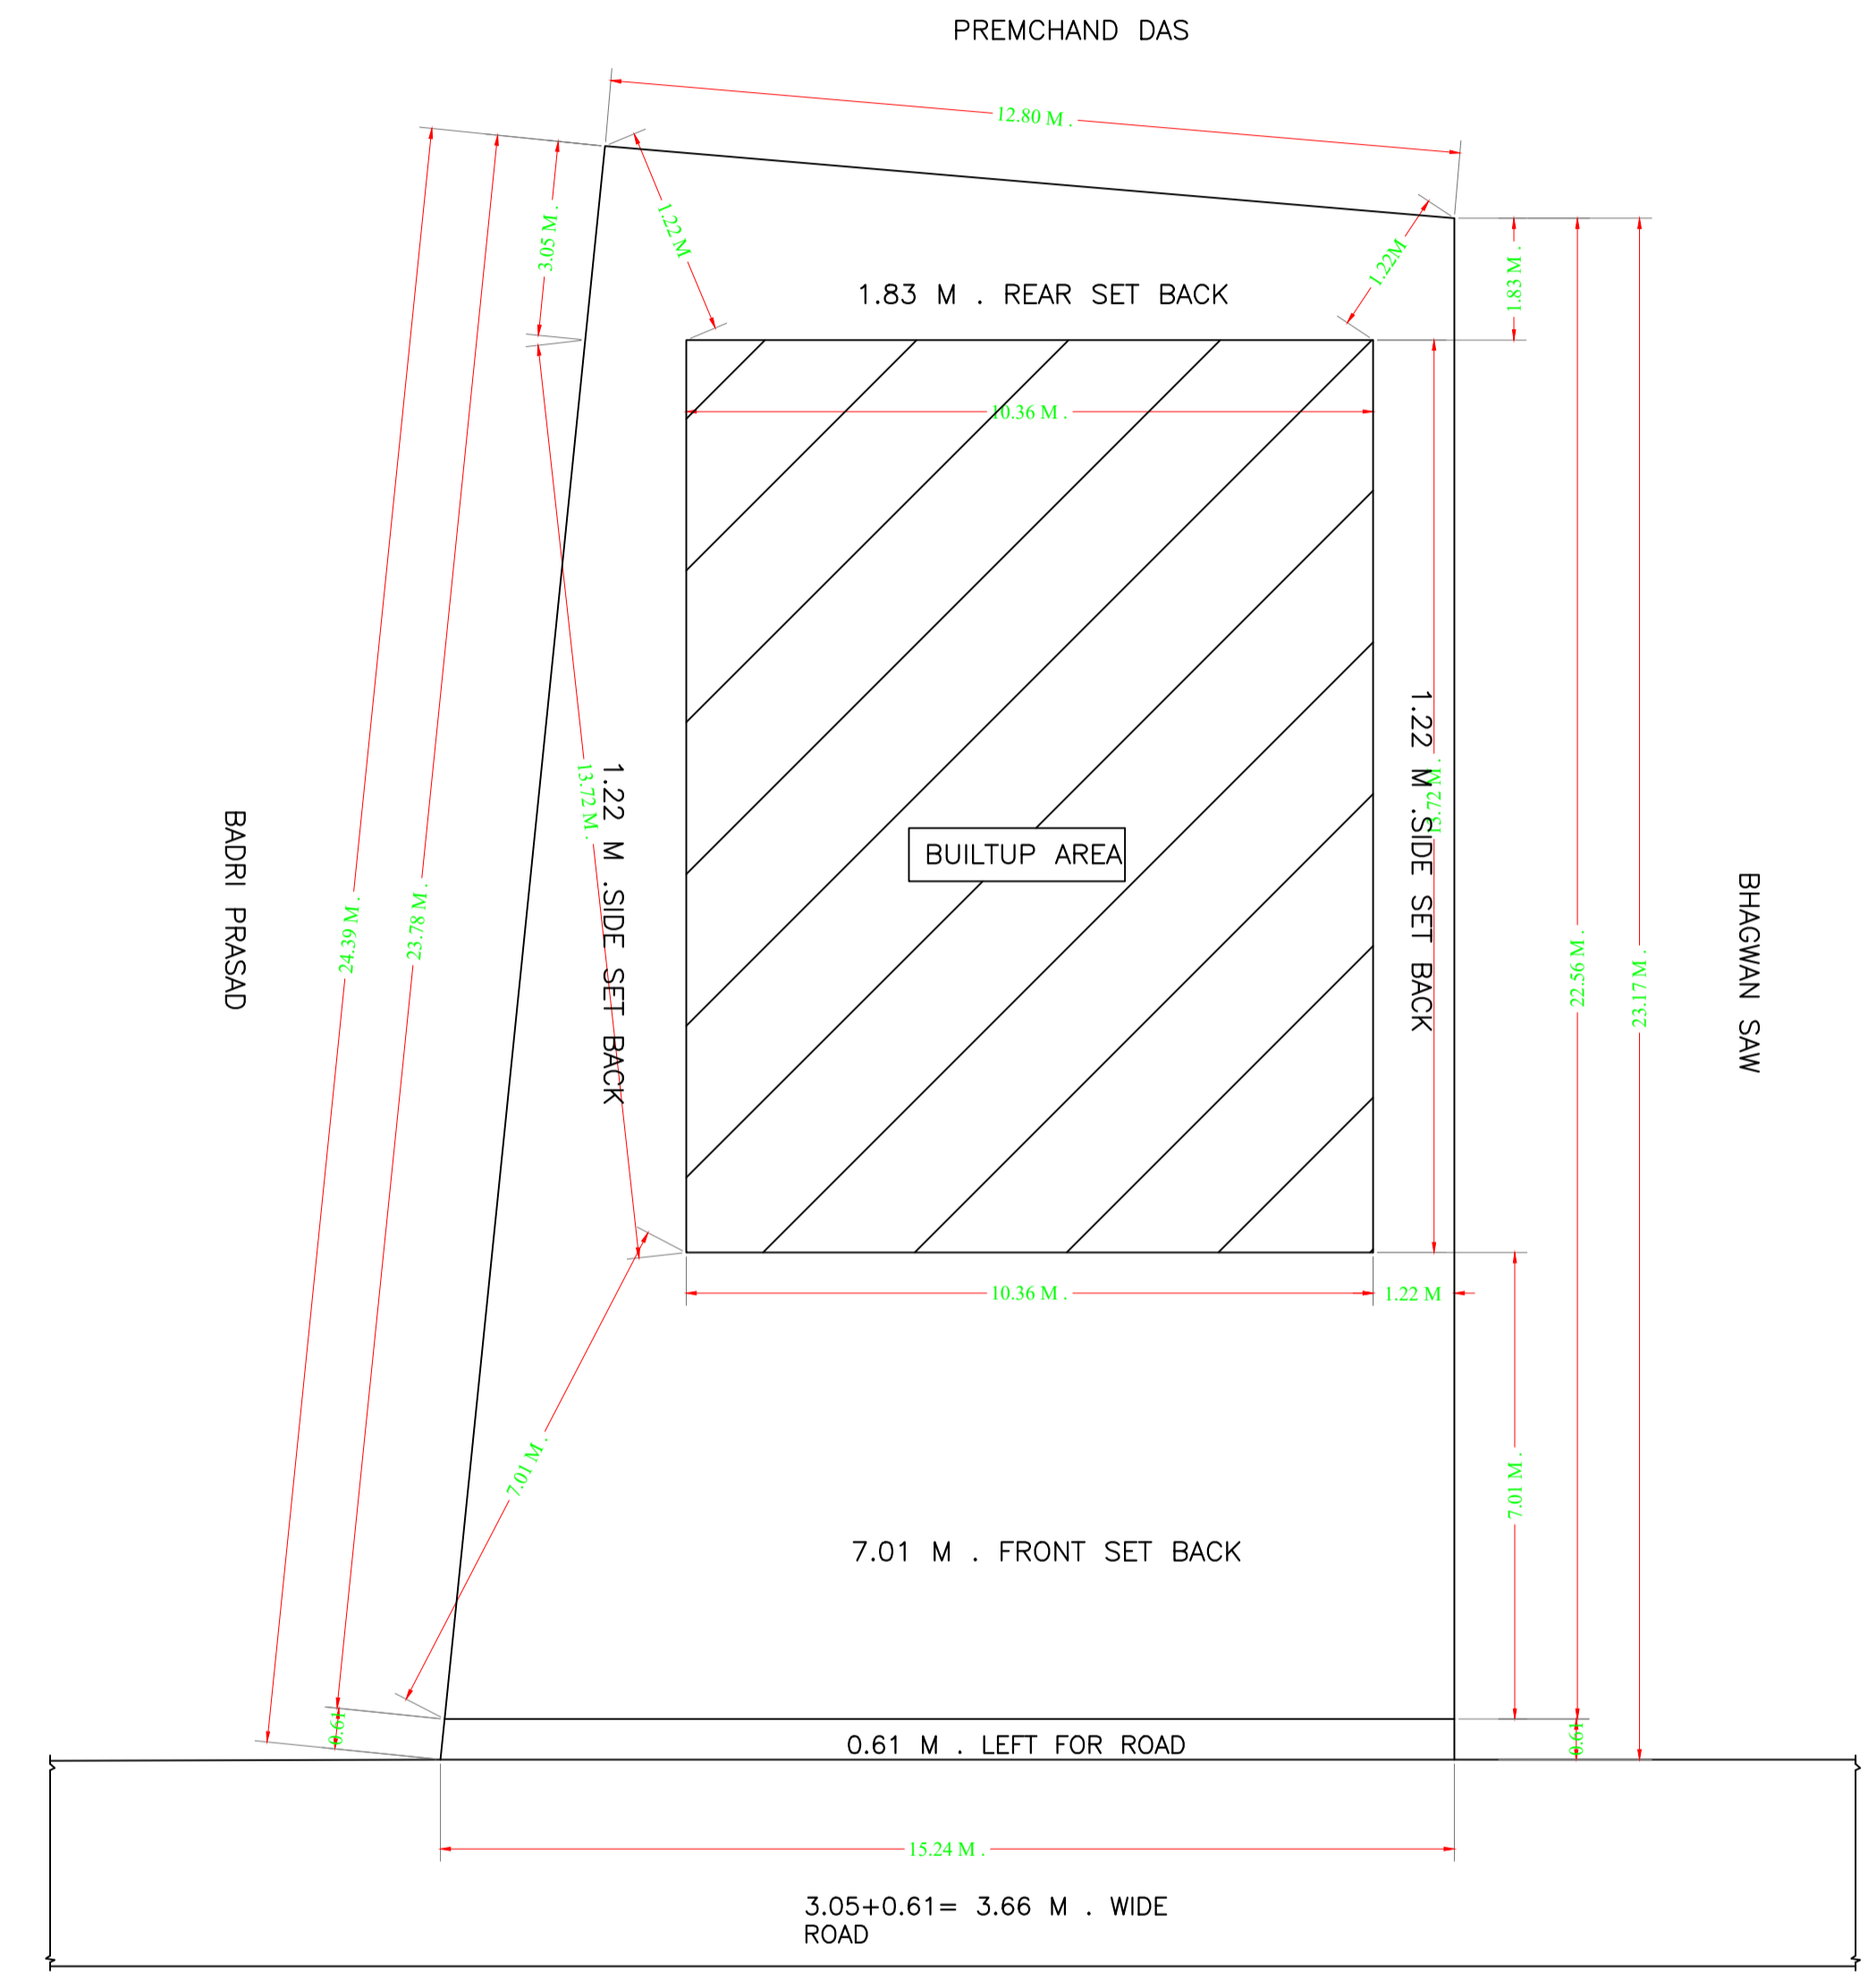 PREMCHAND DAS
12.80 M .
3.05 M .
1.22 M
1.22M
1.83 M .
1.83 M . REAR SET BACK
10.36 M .
1.22 M .SIDE SET BACK
13.72 M .
13.72 M .
1.22 M .SIDE SET BACK
BUILTUP AREA
BADRI PRASAD
24.39 M .
23.78 M .
22.56 M .
23.17 M .
BHAGWAN SAW
10.36 M .
1.22 M
7.01 M .
7.01 M .
7.01 M . FRONT SET BACK
0.61
0.61 M . LEFT FOR ROAD
0.61
15.24 M .
3.05+0.61= 3.66 M . WIDE
ROAD